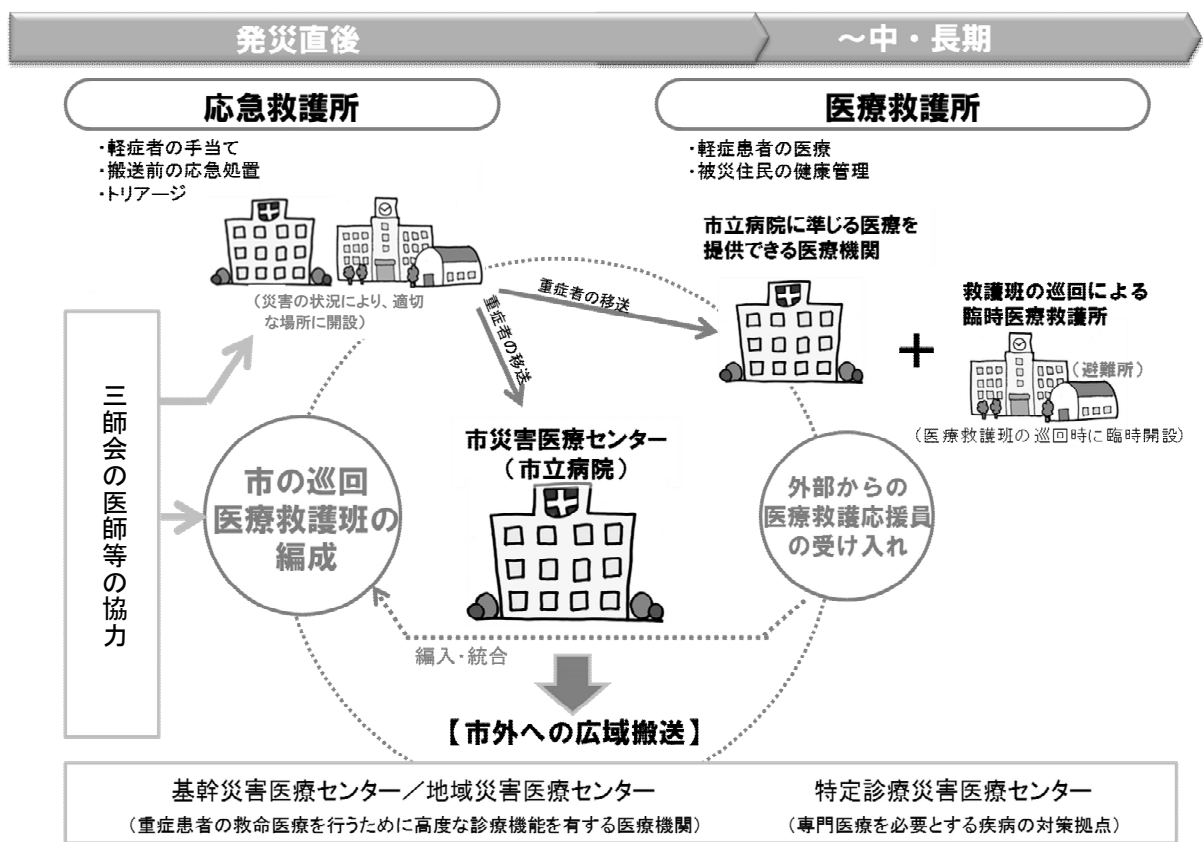 発災直後
～中・長期
応急救護所
・軽症者の手当て
・搬送前の応急処置
・トリアージ
（災害の状況により、適切
な場所に開設）
医療救護所
・軽症患者の医療
・被災住民の健康管理
市立病院に準じる医療を
提供できる医療機関
＋
救護班の巡回による
臨時医療救護所
（避難所）
（医療救護班の巡回時に臨時開設）
重症者の移送
重症者の移送
三師会の医師等の協力
市の巡回
医療救護班の
編成
市災害医療センター
（市立病院）
外部からの
医療救護応援員
の受け入れ
編入・統合
【市外への広域搬送】
基幹災害医療センター／地域災害医療センター
（重症患者の救命医療を行うために高度な診療機能を有する医療機関）
特定診療災害医療センター
（専門医療を必要とする疾病の対策拠点）